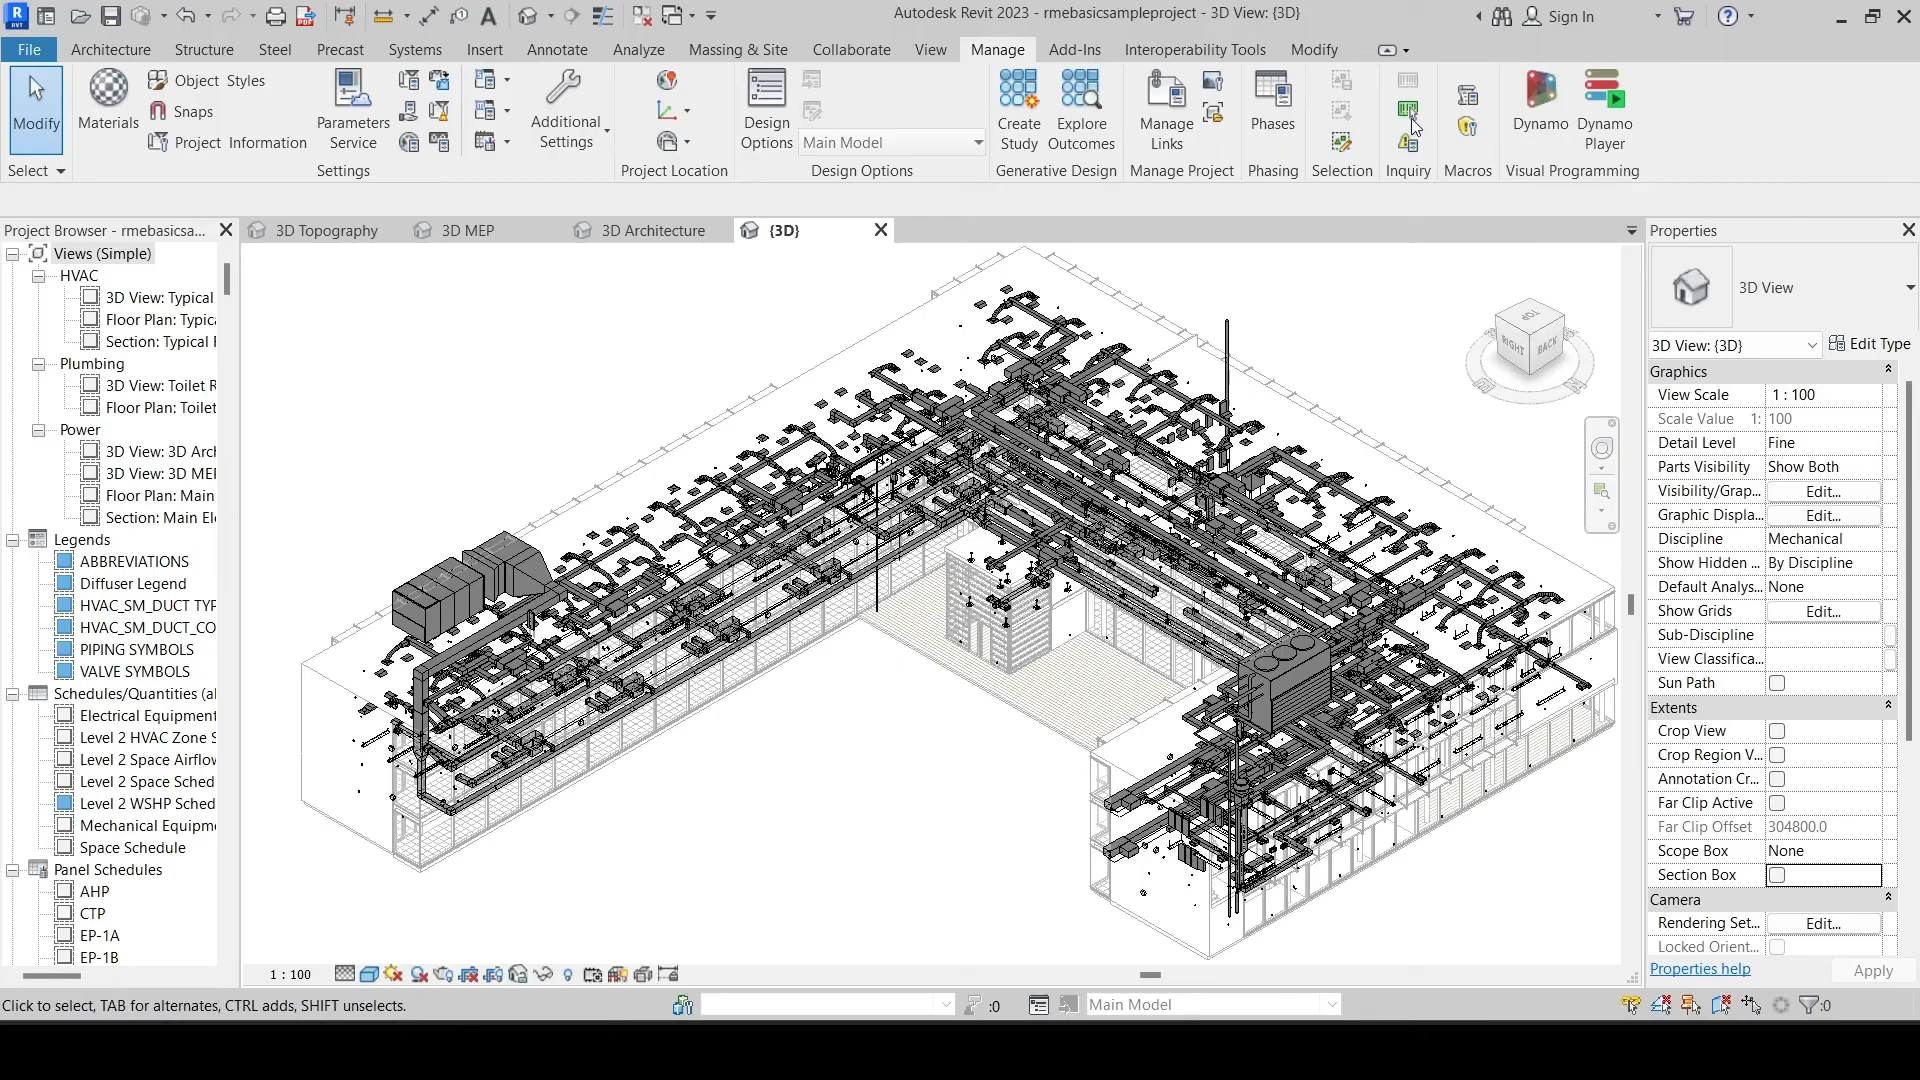 Autodesk Revit 2023 - rmebasicsampleproject - 3D View: {3D}
Sign In
File Architecture Structure Steel Precast Systems Insert Annotate Analyze Massing & Site Collaborate View Manage Add-Ins Interoperability Tools Modify
Modify
Materials
Object Styles
Snaps
Project Information
Parameters Service
Additional Settings
Design Options
Main Model
Create Study
Explore Outcomes
Manage Links
Phases
Dynamo
Dynamo Player
Select Settings Project Location Design Options Generative Design Manage Project Phasing Selection Inquiry Macros Visual Programming
Project Browser - rmebasicsa...
3D Topography 3D MEP 3D Architecture {3D}
Views (Simple)
HVAC
3D View: Typical
Floor Plan: Typica
Section: Typical
Plumbing
3D View: Toilet R
Floor Plan: Toilet
Power
3D View: 3D Arch
3D View: 3D MEP
Floor Plan: Main
Section: Main Ele
Legends
ABBREVIATIONS
Diffuser Legend
HVAC_SM_DUCT TYP
HVAC_SM_DUCT_CO
PIPING SYMBOLS
VALVE SYMBOLS
Schedules/Quantities (al
Electrical Equipment
Level 2 HVAC Zone S
Level 2 Space Airflow
Level 2 Space Sched
Level 2 WSHP Sched
Mechanical Equipme
Space Schedule
Panel Schedules
AHP
CTP
EP-1A
EP-1B
TOP
RIGHT
BACK
Properties
3D View
3D View: {3D} Edit Type
Graphics
View Scale 1 : 100
Scale Value 1: 100
Detail Level Fine
Parts Visibility Show Both
Visibility/Grap... Edit...
Graphic Displa... Edit...
Discipline Mechanical
Show Hidden ... By Discipline
Default Analys... None
Show Grids Edit...
Sub-Discipline
View Classifica...
Sun Path
Extents
Crop View
Crop Region V...
Annotation Cr...
Far Clip Active
Far Clip Offset 304800.0
Scope Box None
Section Box
Camera
Rendering Set... Edit...
Locked Orient...
Properties help Apply
1 : 100
Click to select, TAB for alternates, CTRL adds, SHIFT unselects.
:0
Main Model
:0